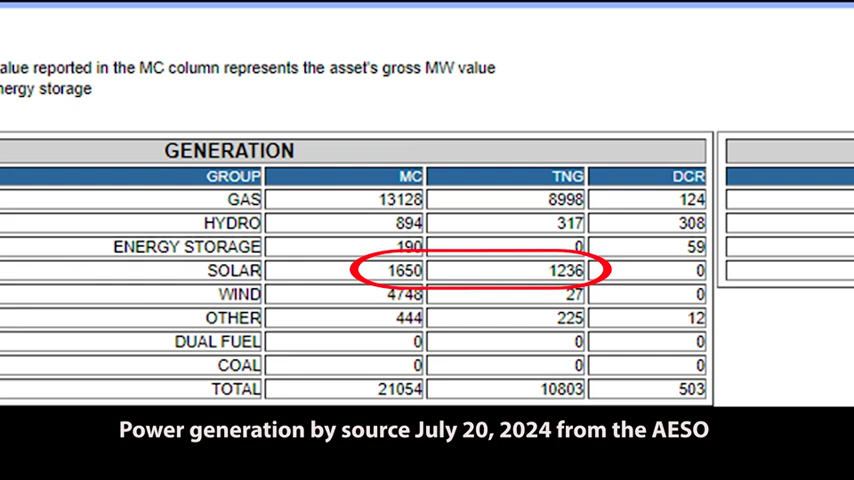 alue reported in the MC column represents the asset's gross MW value
nergy storage
GENERATION
GROUP MC TNG DCR
GAS 13128 8998 124
HYDRO 894 317 308
ENERGY STORAGE 190 0 59
SOLAR 1650 1236 0
WIND 4748 27 0
OTHER 444 225 12
DUAL FUEL 0 0 0
COAL 0 0 0
TOTAL 21054 10803 503
Power generation by source July 20, 2024 from the AESO